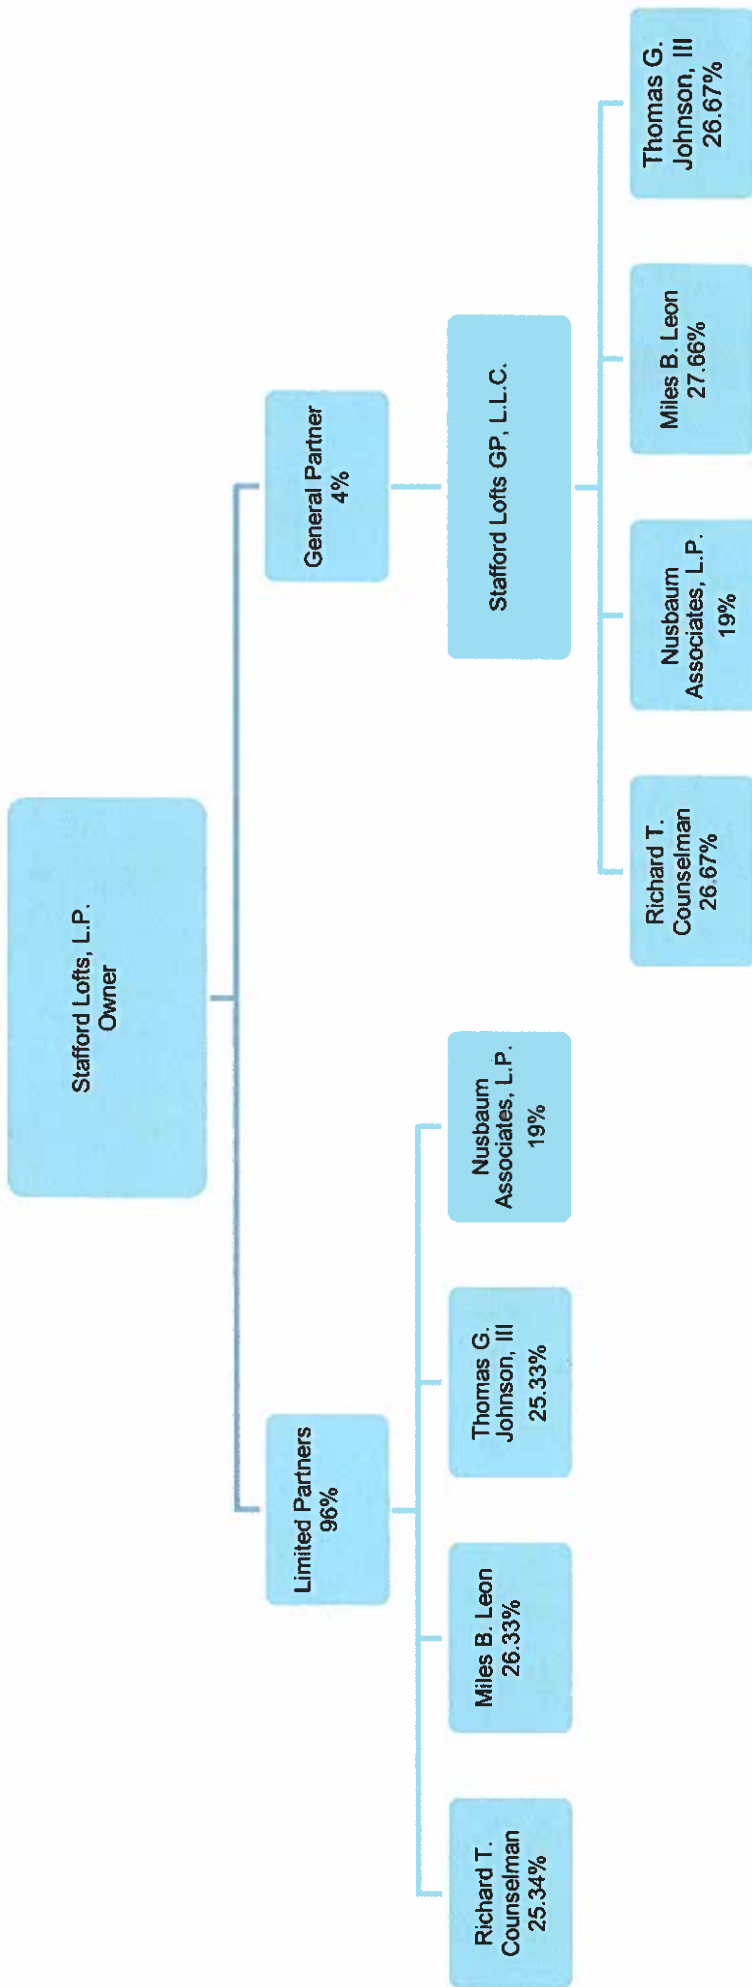 Stafford Lofts, L.P.
Owner
Limited Partners
96%
General Partner
4%
Richard T.
Counselman
25.34%
Miles B. Leon
26.33%
Thomas G.
Johnson, III
25.33%
Nusbaum
Associates, L.P.
19%
Stafford Lofts GP, L.L.C.
Richard T.
Counselman
26.67%
Nusbaum
Associates, L.P.
19%
Miles B. Leon
27.66%
Thomas G.
Johnson, III
26.67%